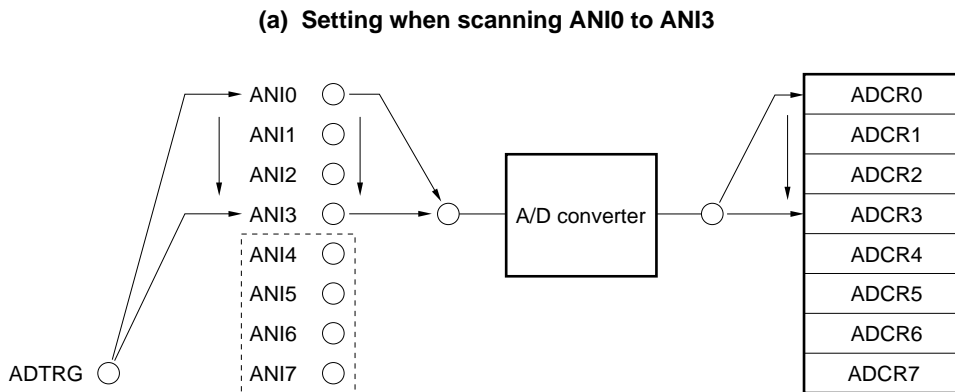 (a) Setting when scanning ANI0 to ANI3
ANI0
ANI1
ANI2
ANI3
ANI4
ANI5
ANI6
ANI7
ADTRG
A/D converter
ADCR0
ADCR1
ADCR2
ADCR3
ADCR4
ADCR5
ADCR6
ADCR7